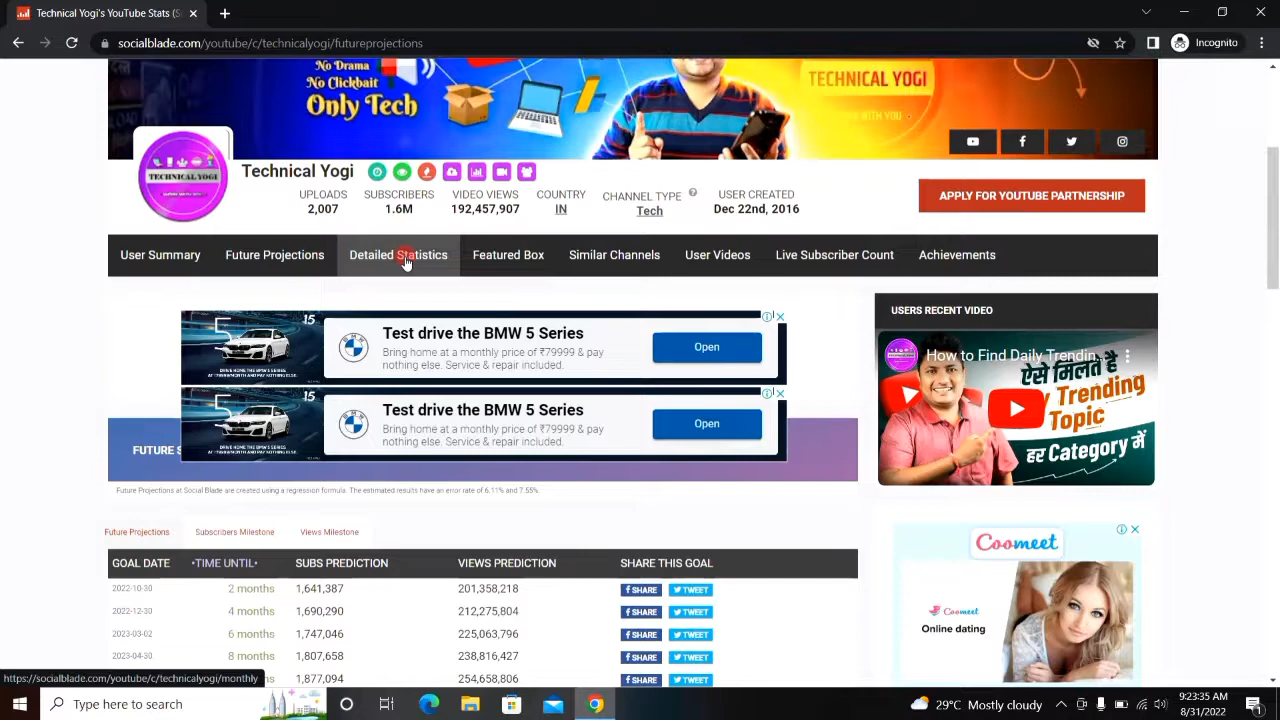 Technical Yogi's YouTube Stats (S
socialblade.com/youtube/c/technicalyogi/futureprojections
Incognito
No Drama
No Clickbait
Only Tech
TECHNICAL YOGI
WITH YOU
TECHNICAL YOGI
Technical Yogi
UPLOADS SUBSCRIBERS VIDEO VIEWS COUNTRY CHANNEL TYPE USER CREATED
2,007 1.6M 192,457,907 IN Tech Dec 22nd, 2016
APPLY FOR YOUTUBE PARTNERSHIP
User Summary Future Projections Detailed Statistics Featured Box Similar Channels User Videos Live Subscriber Count Achievements
15
Test drive the BMW 5 Series
Bring home at a monthly price of ₹79999 & pay
nothing else. Service & repair included.
Open
15
Test drive the BMW 5 Series
Bring home at a monthly price of ₹79999 & pay
nothing else. Service & repair included.
Open
FUTURE S
Future Projections at Social Blade are created using a regression formula. The estimated results have an error rate of 6.11% and 7.55%.
Future Projections Subscribers Milestone Views Milestone
GOAL DATE •TIME UNTIL• SUBS PREDICTION VIEWS PREDICTION SHARE THIS GOAL
2022-10-30 2 months 1,641,387 201,358,218 SHARE TWEET
2022-12-30 4 months 1,690,290 212,275,804 SHARE TWEET
2023-03-02 6 months 1,747,046 225,063,796 SHARE TWEET
2023-04-30 8 months 1,807,658 238,816,427 SHARE TWEET
10 months 1,877,094 254,658,806 SHARE TWEET
USERS RECENT VIDEO
How to Find Daily Trendin...
ऐसे मिलते है
Trending
Topic
हर Category में
Coomeet
Coomeet
Online dating
https://socialblade.com/youtube/c/technicalyogi/monthly
Type here to search
29°C Mostly cloudy
9:23:35 AM
8/31/2022
1